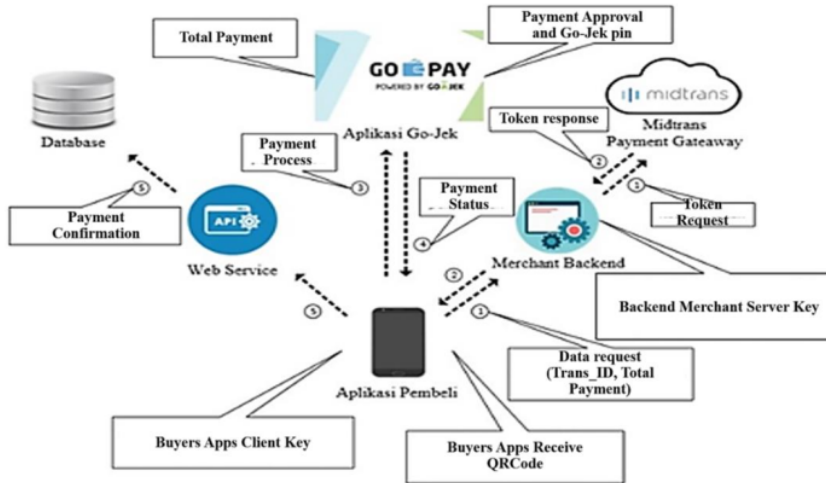 Total Payment
Payment Approval
and Go-Jek pin
GO PAY
POWERED BY GOJEK
midtrans
Token response
Midtrans
Payment Gateaway
Database
Aplikasi Go-Jek
2
Payment
Process
3
1
Payment
Status
Token
Request
5
Payment
Confirmation
API
4
Web Service
Merchant Backend
2
Backend Merchant Server Key
5
1
Data request
(Trans_ID, Total
Payment)
Aplikasi Pembeli
Buyers Apps Client Key
Buyers Apps Receive
QRCode